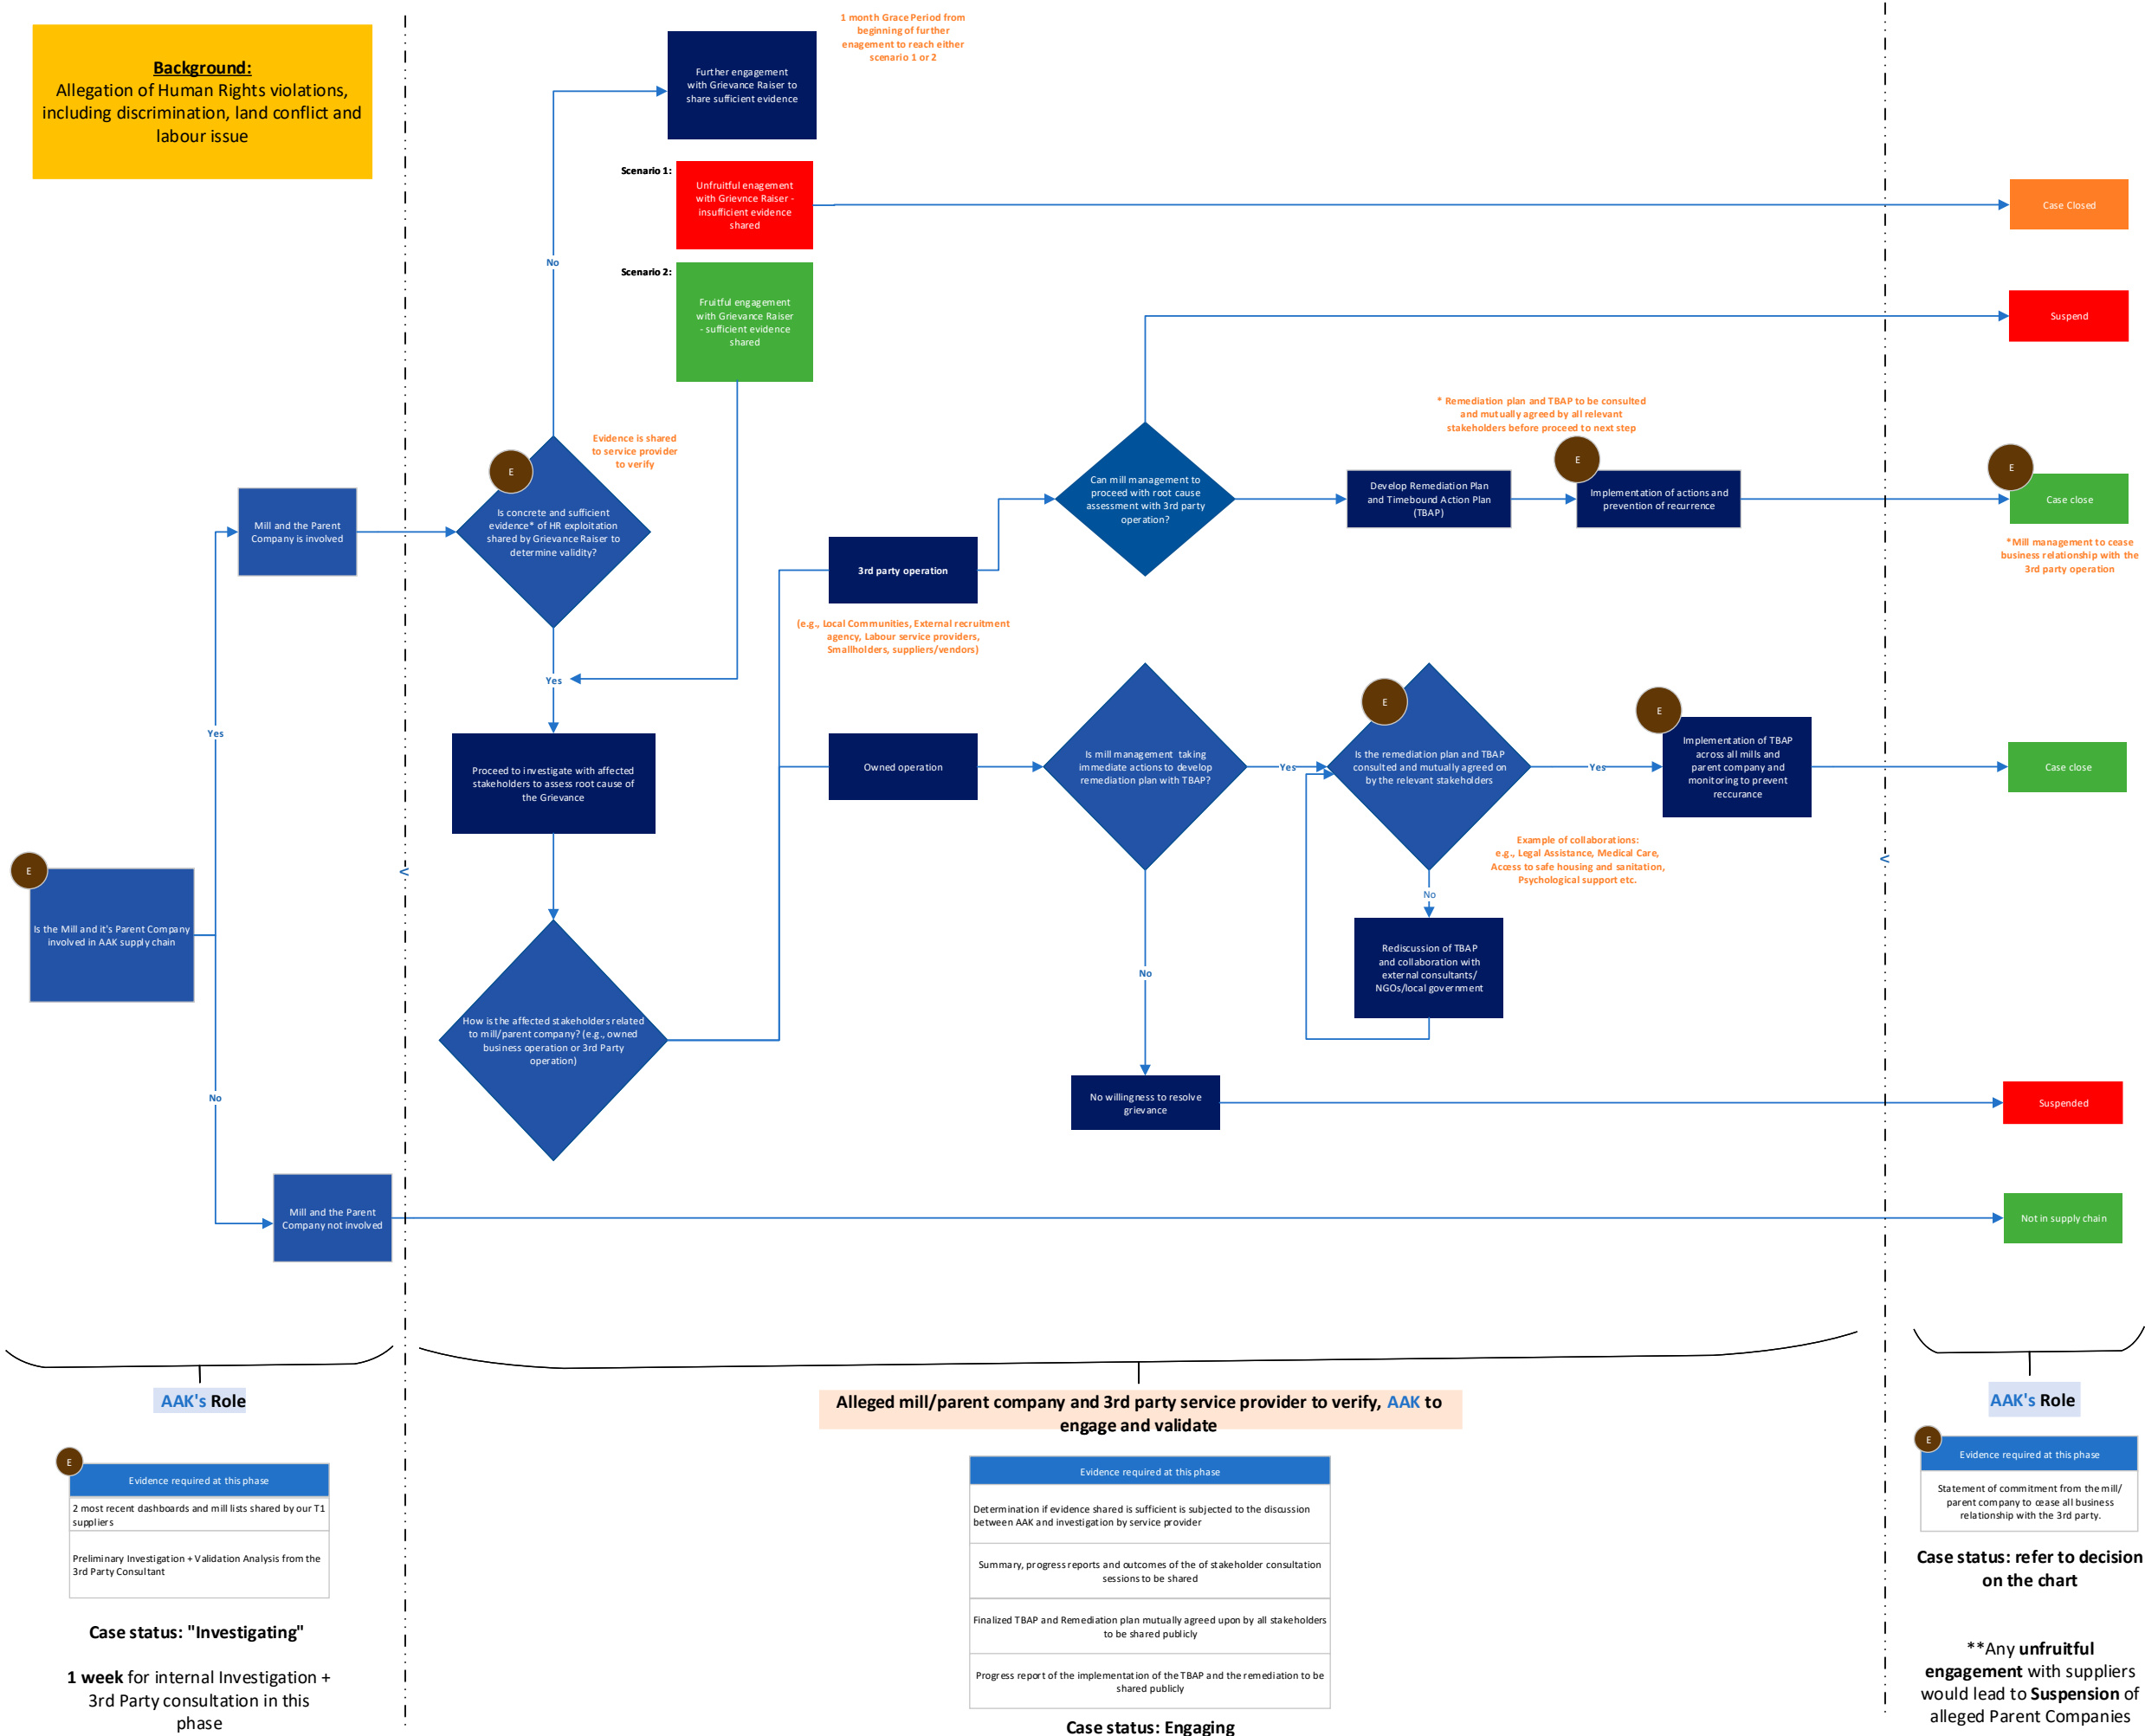 Background:
Allegation of Human Rights violations,
including discrimination, land conflict and
labour issue
1 month Grace Period from
beginning of further
enagement to reach either
scenario 1 or 2
Further engagement
with Grievance Raiser to
share sufficient evidence
Scenario 1:
Unfruitful enagement
with Grievnce Raiser -
insufficient evidence
shared
Case Closed
No
Scenario 2:
Fruitful engagement
with Grievance Raiser
- sufficient evidence
shared
Suspend
* Remediation plan and TBAP to be consulted
and mutually agreed by all relevant
stakeholders before proceed to next step
Evidence is shared
to service provider
to verify
E
Is concrete and sufficient
evidence* of HR exploitation
shared by Grievance Raiser to
determine validity?
Mill and the Parent
Company is involved
Can mill management to
proceed with root cause
assessment with 3rd party
operation?
Develop Remediation Plan
and Timebound Action Plan
(TBAP)
E
Implementation of actions and
prevention of recurrence
E
Case close
*Mill management to cease
business relationship with the
3rd party operation
3rd party operation
(e.g., Local Communities, External recruitment
agency, Labour service providers,
Smallholders, suppliers/vendors)
Yes
Yes
Proceed to investigate with affected
stakeholders to assess root cause of
the Grievance
Owned operation
Is mill management  taking
immediate actions to develop
remediation plan with TBAP?
Yes
E
Is the remediation plan and TBAP
consulted and mutually agreed on
by the relevant stakeholders
Yes
E
Implementation of TBAP
across all mills and
parent company and
monitoring to prevent
reccurance
Case close
Example of collaborations:
e.g., Legal Assistance, Medical Care,
Access to safe housing and sanitation,
Psychological support etc.
E
Is the Mill and it's Parent Company
involved in AAK supply chain
<
<
No
Rediscussion of TBAP
and collaboration with
external consultants/
NGOs/local government
No
How is the affected stakeholders related
to mill/parent company? (e.g., owned
business operation or 3rd Party
operation)
No
No willingness to resolve
grievance
Suspended
Mill and the Parent
Company not involved
Not in supply chain
AAK's Role
E
Evidence required at this phase
2 most recent dashboards and mill lists shared by our T1
suppliers
Preliminary Investigation + Validation Analysis from the
3rd Party Consultant
Case status: "Investigating"
1 week for internal Investigation +
3rd Party consultation in this
phase
Alleged mill/parent company and 3rd party service provider to verify, AAK to
engage and validate
Evidence required at this phase
Determination if evidence shared is sufficient is subjected to the discussion
between AAK and investigation by service provider
Summary, progress reports and outcomes of the of stakeholder consultation
sessions to be shared
Finalized TBAP and Remediation plan mutually agreed upon by all stakeholders
to be shared publicly
Progress report of the implementation of the TBAP and the remediation to be
shared publicly
Case status: Engaging
AAK's Role
E
Evidence required at this phase
Statement of commitment from the mill/
parent company to cease all business
relationship with the 3rd party.
Case status: refer to decision
on the chart
**Any unfruitful
engagement with suppliers
would lead to Suspension of
alleged Parent Companies